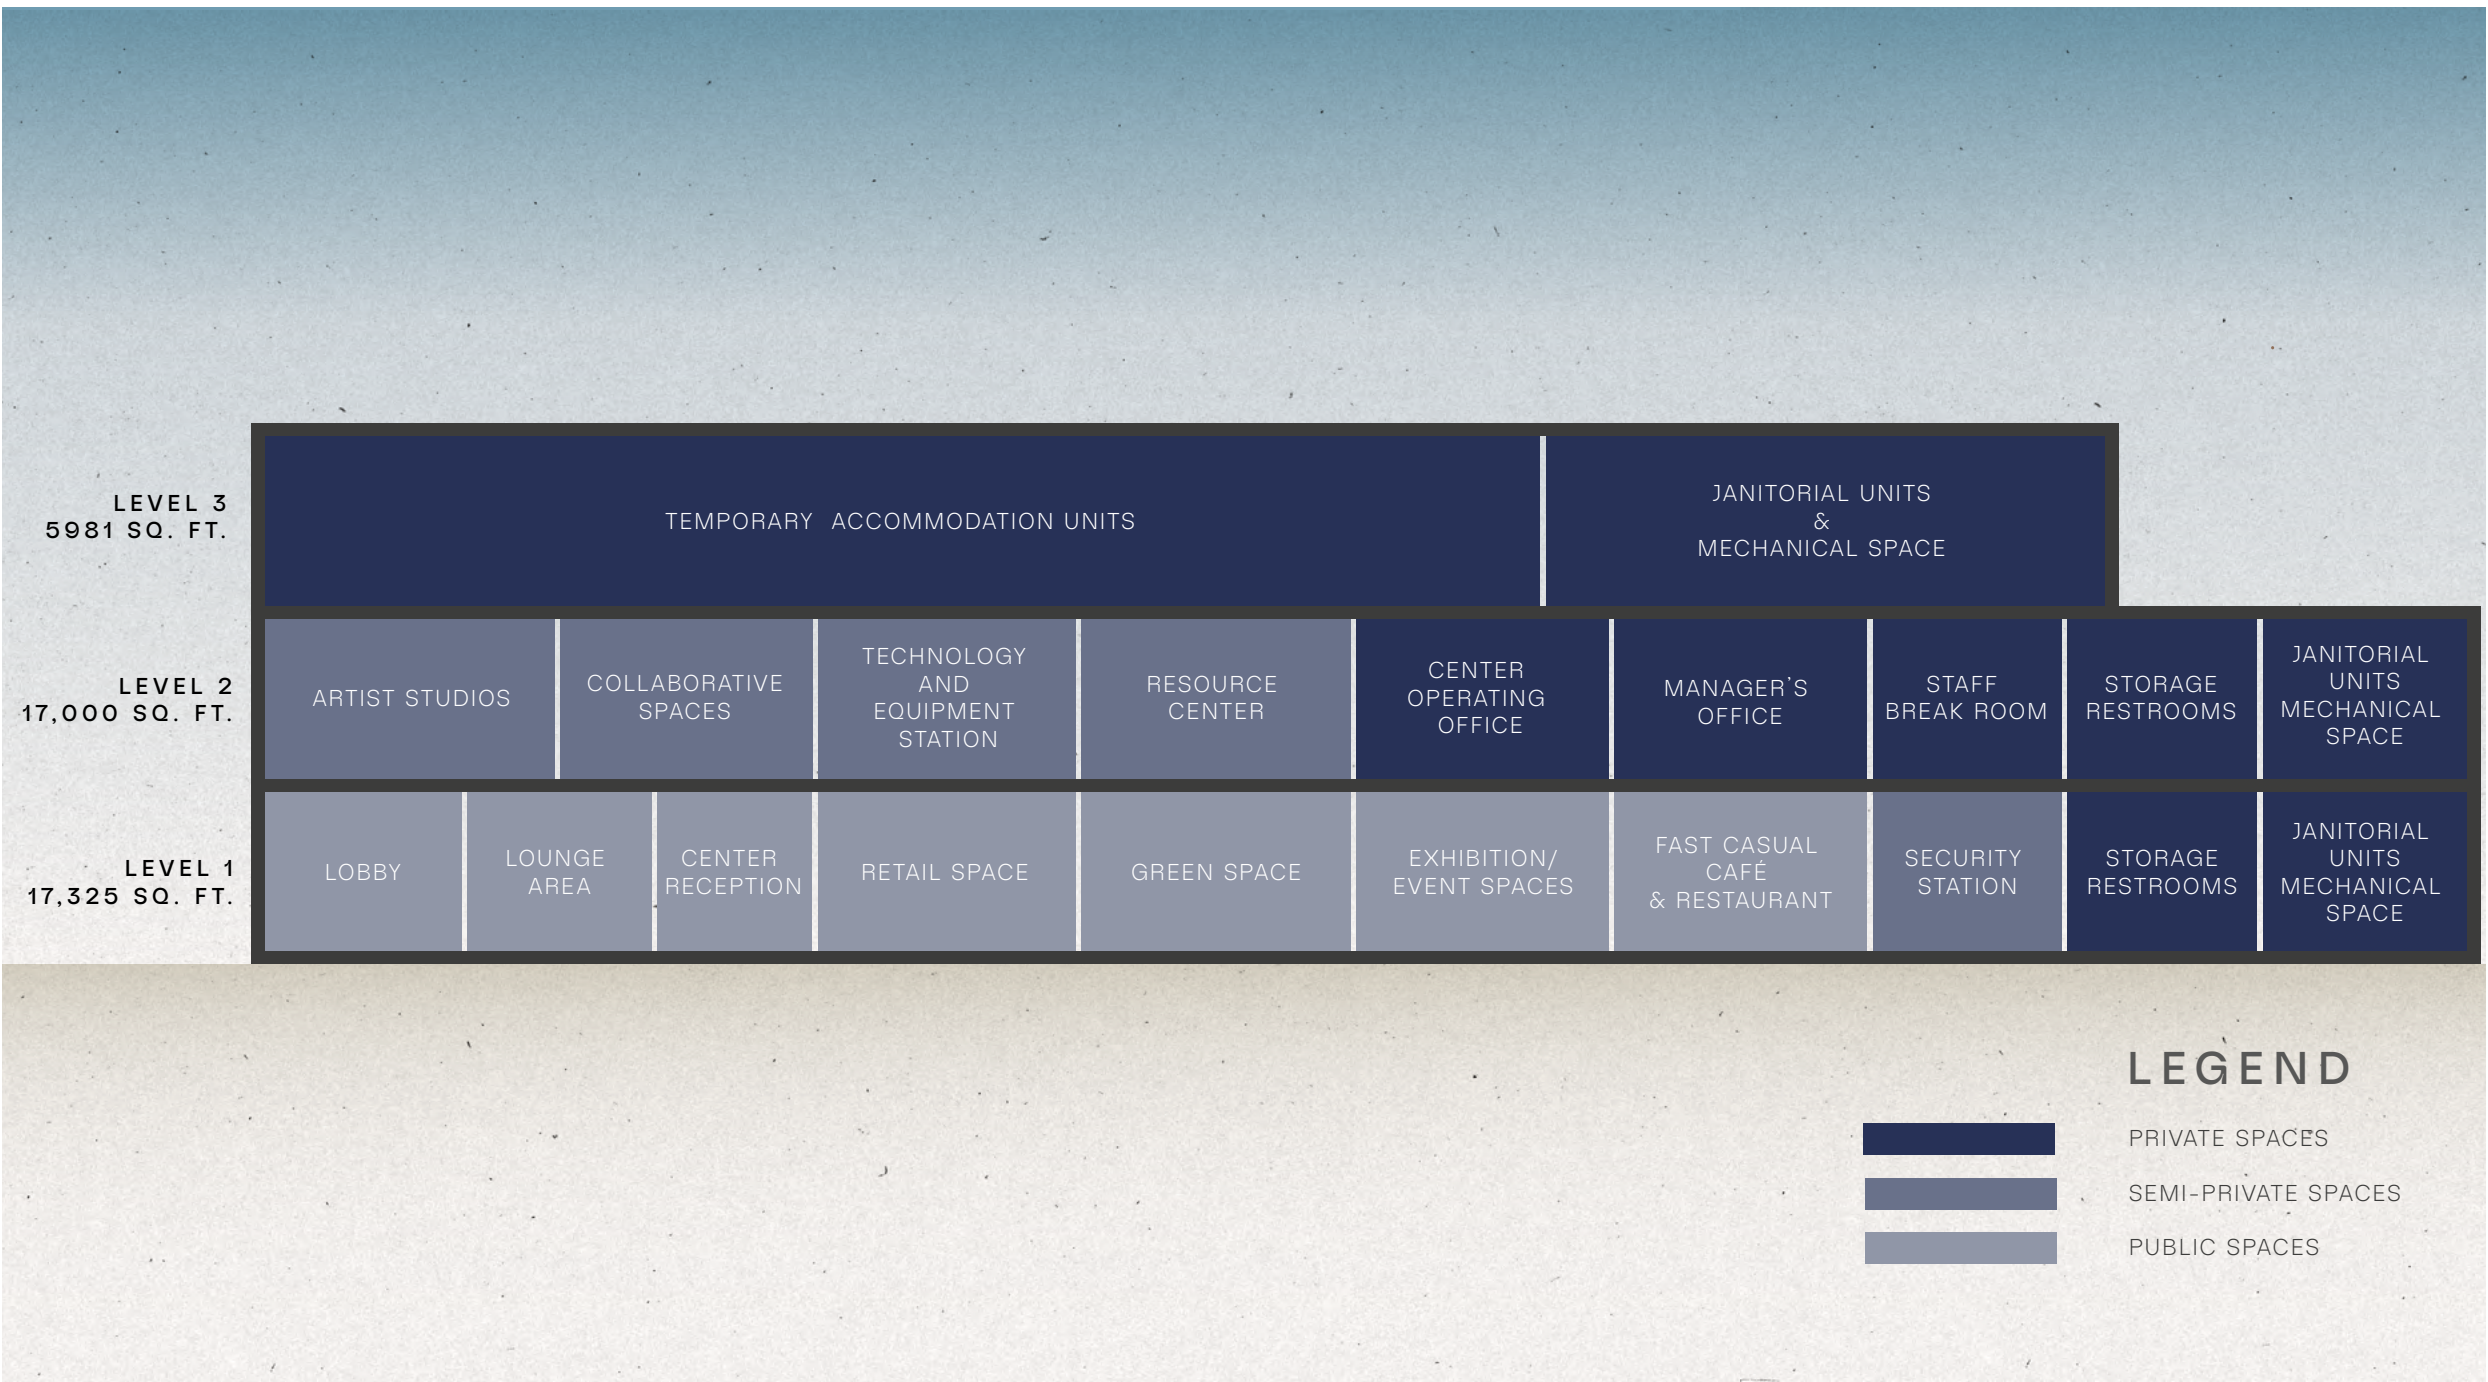 LEVEL 3
5981 SQ. FT.
TEMPORARY ACCOMMODATION UNITS
JANITORIAL UNITS
&
MECHANICAL SPACE
LEVEL 2
17,000 SQ. FT.
ARTIST STUDIOS
COLLABORATIVE
SPACES
TECHNOLOGY
AND
EQUIPMENT
STATION
RESOURCE
CENTER
CENTER
OPERATING
OFFICE
MANAGER'S
OFFICE
STAFF
BREAK ROOM
STORAGE
RESTROOMS
JANITORIAL
UNITS
MECHANICAL
SPACE
LEVEL 1
17,325 SQ. FT.
LOBBY
LOUNGE
AREA
CENTER
RECEPTION
RETAIL SPACE
GREEN SPACE
EXHIBITION/
EVENT SPACES
FAST CASUAL
CAFÉ
& RESTAURANT
SECURITY
STATION
STORAGE
RESTROOMS
JANITORIAL
UNITS
MECHANICAL
SPACE
LEGEND
PRIVATE SPACES
SEMI-PRIVATE SPACES
PUBLIC SPACES